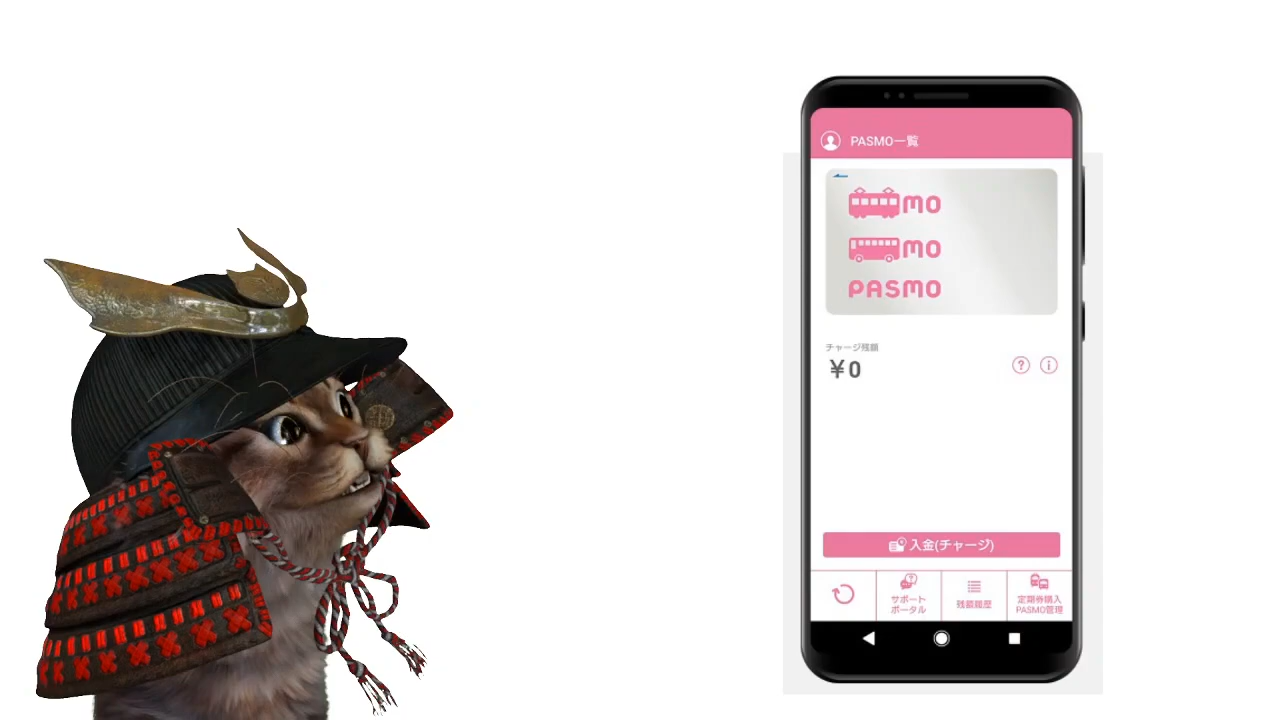 PASMO一覧
mo
mo
PASMO
チャージ残額
¥0
?
i
入金(チャージ)
サポート
ポータル
残額履歴
定期券購入
PASMO管理